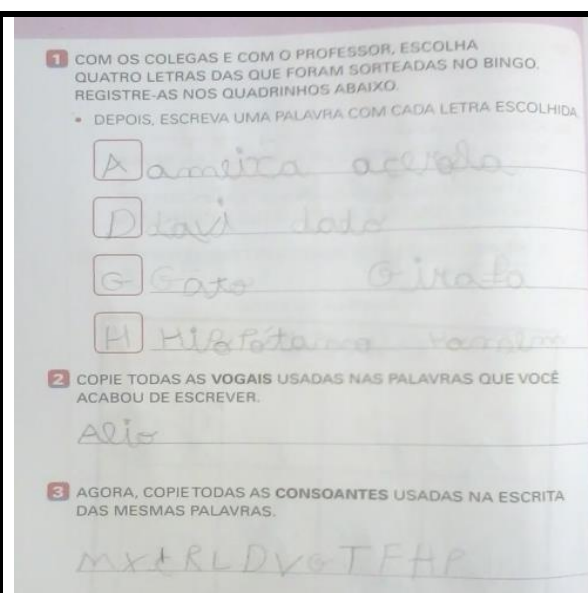 1 COM OS COLEGAS E COM O PROFESSOR, ESCOLHA
QUATRO LETRAS DAS QUE FORAM SORTEADAS NO BINGO.
REGISTRE-AS NOS QUADRINHOS ABAIXO.
• DEPOIS, ESCREVA UMA PALAVRA COM CADA LETRA ESCOLHIDA
A ameixa acerola
D Davi dado
G Gato Girafa
H
2 COPIE TODAS AS VOGAIS USADAS NAS PALAVRAS QUE VOCÊ
ACABOU DE ESCREVER.
Aeio
3 AGORA, COPIE TODAS AS CONSOANTES USADAS NA ESCRITA
DAS MESMAS PALAVRAS.
MXtRLDVGTFHP